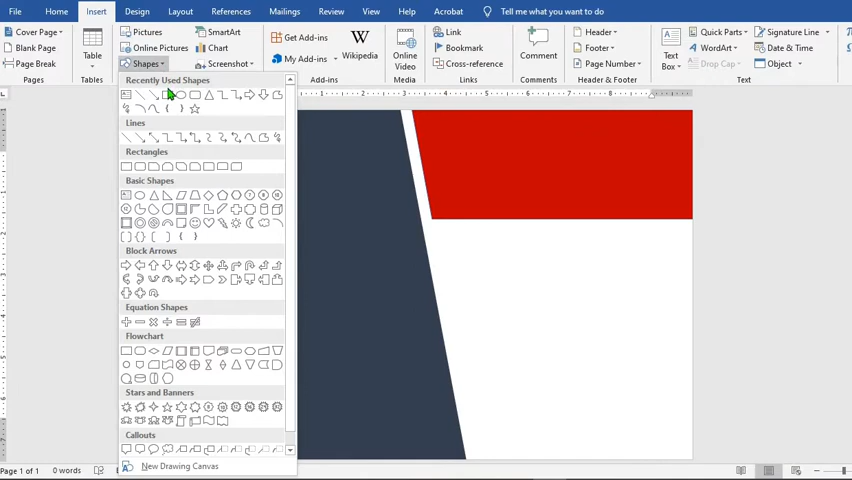 File Home Insert Design Layout References Mailings Review View Help Acrobat Tell me what you want to do
Cover Page Pictures SmartArt Get Add-ins Link Header Quick Parts Signature Line
Blank Page Online Pictures Chart My Add-ins Bookmark Footer WordArt Date & Time
Page Break Table Shapes Screenshot Wikipedia Online Video Cross-reference Comment Page Number Text Box Object
Pages Tables Add-ins Media Links Comments Header & Footer Text Symbols
Recently Used Shapes
Lines
Rectangles
Basic Shapes
Block Arrows
Equation Shapes
Flowchart
Stars and Banners
Callouts
New Drawing Canvas
Page 1 of 1 0 words